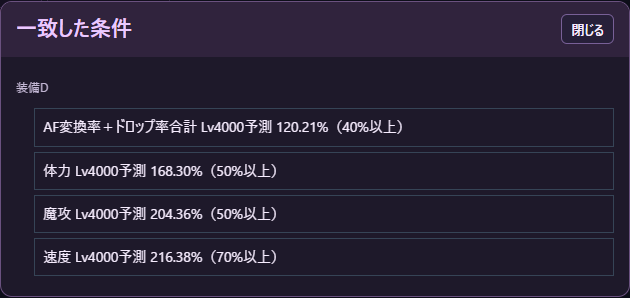 一致した条件
閉じる
装備D
AF変換率＋ドロップ率合計 Lv4000予測 120.21%（40%以上）
体力 Lv4000予測 168.30%（50%以上）
魔攻 Lv4000予測 204.36%（50%以上）
速度 Lv4000予測 216.38%（70%以上）